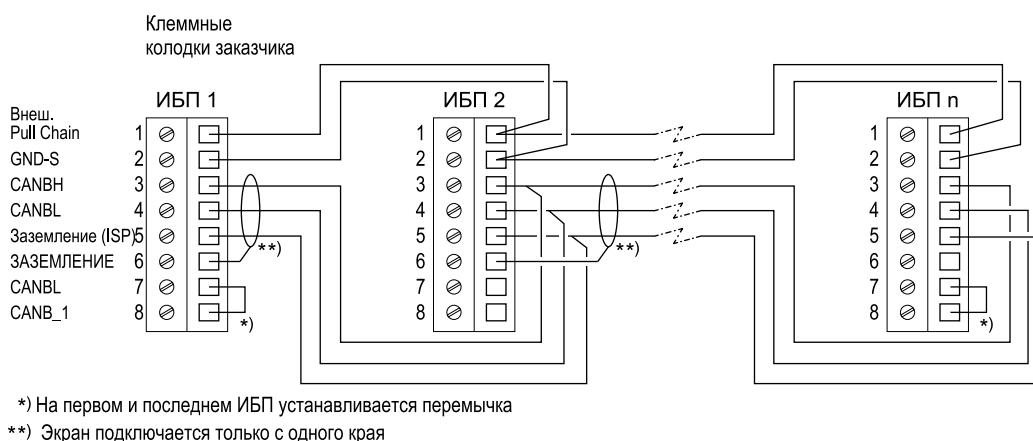 Клеммные
колодки заказчика
ИБП 1
ИБП 2
ИБП n
Внеш.
Pull Chain 1 1 1
GND-S 2 2 2
CANBH 3 3 3
CANBL 4 4 4
Заземление (ISP) 5 5 5
**) **)
ЗАЗЕМЛЕНИЕ 6 6 6
CANBL 7 7 7
CANB_1 8 8 8
*) *)
*) На первом и последнем ИБП устанавливается перемычка
**) Экран подключается только с одного края